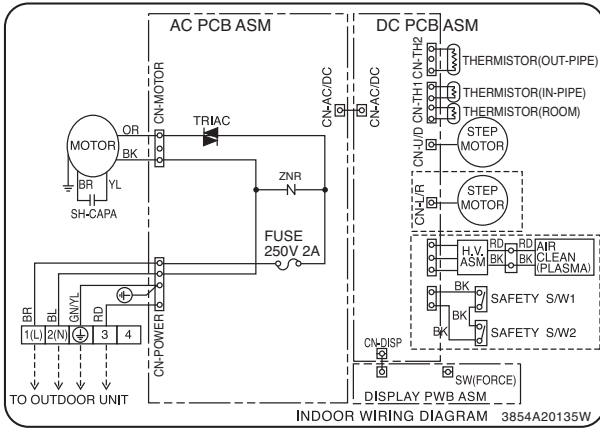 AC PCB ASM
DC PCB ASM
CN-MOTOR
TRIAC
OR
MOTOR
BK
BR
YL
SH-CAPA
ZNR
FUSE
250V 2A
CN-AC/DC
CN-AC/DC
CN-TH2
THERMISTOR(OUT-PIPE)
CN-TH1
THERMISTOR(IN-PIPE)
THERMISTOR(ROOM)
CN-U/D
STEP
MOTOR
CN-L/R
STEP
MOTOR
H.V.
ASM
RD
RD
BK
BK
AIR
CLEAN
(PLASMA)
BK
SAFETY S/W1
BK
BK
SAFETY S/W2
BR
BL
GN/YL
RD
1(L)
2(N)
3
4
CN-POWER
TO OUTDOOR UNIT
CN-DISP
SW(FORCE)
DISPLAY PWB ASM
INDOOR WIRING DIAGRAM 3854A20135W